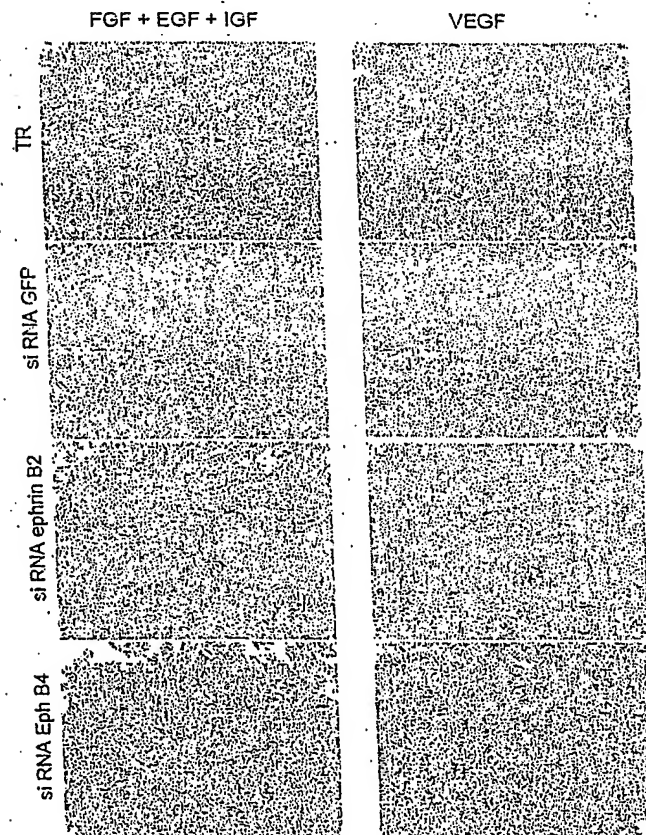 FGF + EGF + IGF
VEGF
TR
si RNA GFP
si RNA ephrin B2
si RNA Eph B4